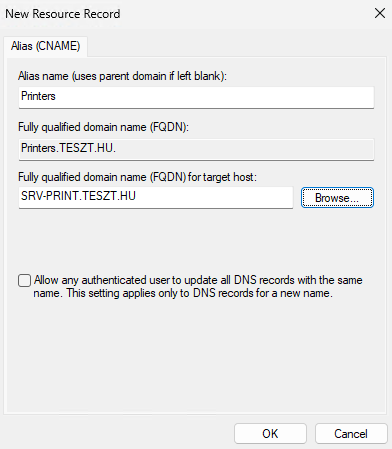 New Resource Record
Alias (CNAME)
Alias name (uses parent domain if left blank):
Printers
Fully qualified domain name (FQDN):
Printers.TESZT.HU.
Fully qualified domain name (FQDN) for target host:
SRV-PRINT.TESZT.HU
Browse...
Allow any authenticated user to update all DNS records with the same
name. This setting applies only to DNS records for a new name.
OK
Cancel